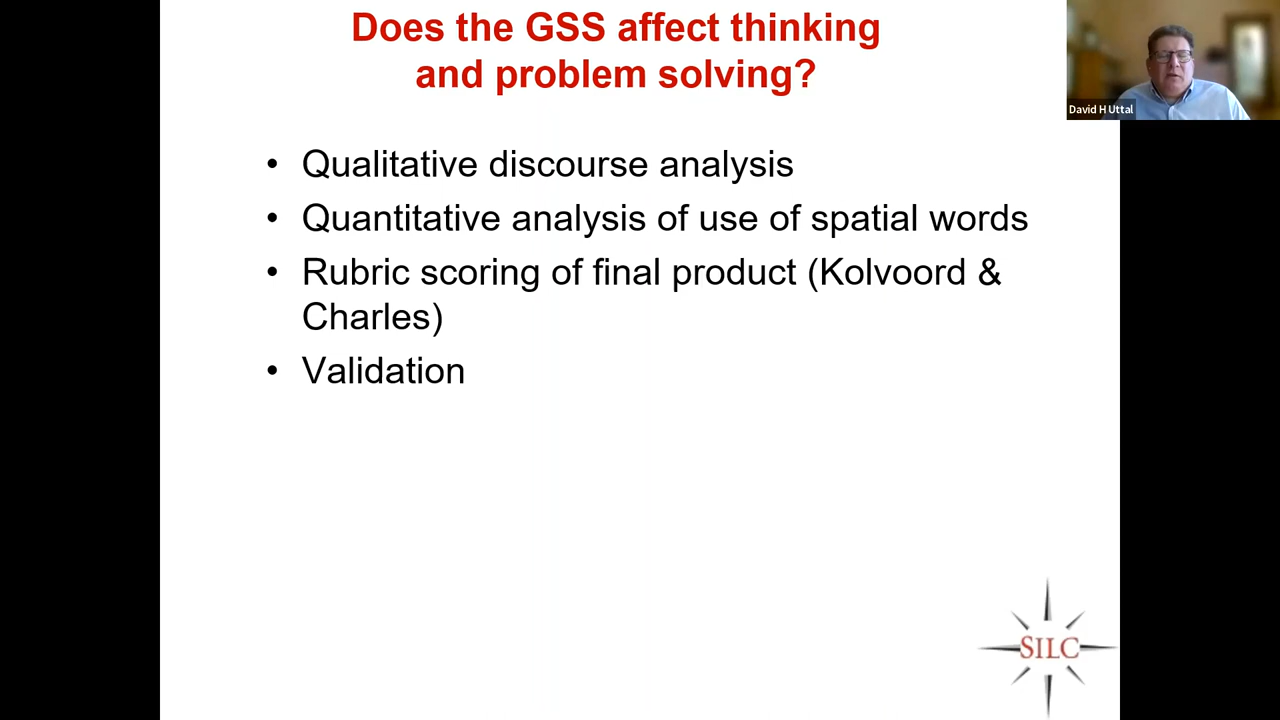 Does the GSS affect thinking
and problem solving?
David H Uttal
• Qualitative discourse analysis
• Quantitative analysis of use of spatial words
• Rubric scoring of final product (Kolvoord &
Charles)
• Validation
SILC